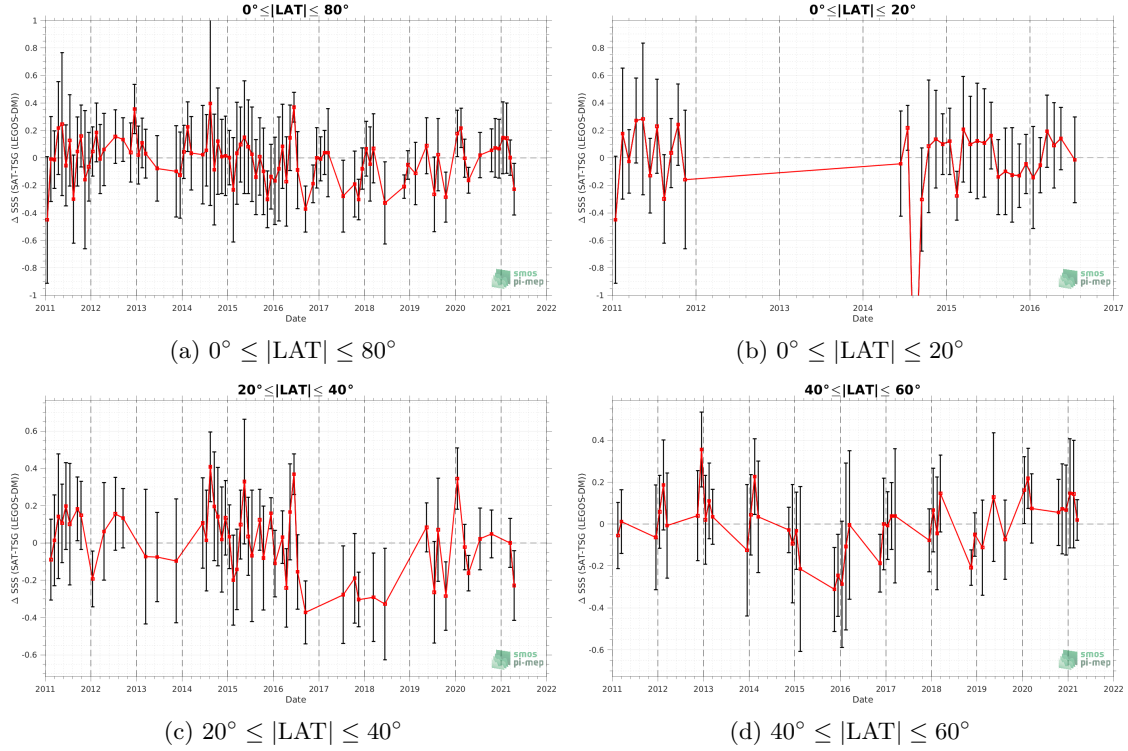 0°≤|LAT|≤ 80°
Δ SSS (SAT-TSG (LEGOS-DM))
1
0.8
0.6
0.4
0.2
0
-0.2
-0.4
-0.6
-0.8
-1
2011 2012 2013 2014 2015 2016 2017 2018 2019 2020 2021 2022
Date
smos
pi-mep
(a) 0° ≤ |LAT| ≤ 80°
0°≤|LAT|≤ 20°
Δ SSS (SAT-TSG (LEGOS-DM))
0.8
0.6
0.4
0.2
0
-0.2
-0.4
-0.6
-0.8
-1
2011 2012 2013 2014 2015 2016 2017
Date
smos
pi-mep
(b) 0° ≤ |LAT| ≤ 20°
20°≤|LAT|≤ 40°
Δ SSS (SAT-TSG (LEGOS-DM))
0.6
0.4
0.2
0
-0.2
-0.4
-0.6
2011 2012 2013 2014 2015 2016 2017 2018 2019 2020 2021 2022
Date
smos
pi-mep
(c) 20° ≤ |LAT| ≤ 40°
40°≤|LAT|≤ 60°
Δ SSS (SAT-TSG (LEGOS-DM))
0.4
0.2
0
-0.2
-0.4
-0.6
2011 2012 2013 2014 2015 2016 2017 2018 2019 2020 2021 2022
Date
smos
pi-mep
(d) 40° ≤ |LAT| ≤ 60°